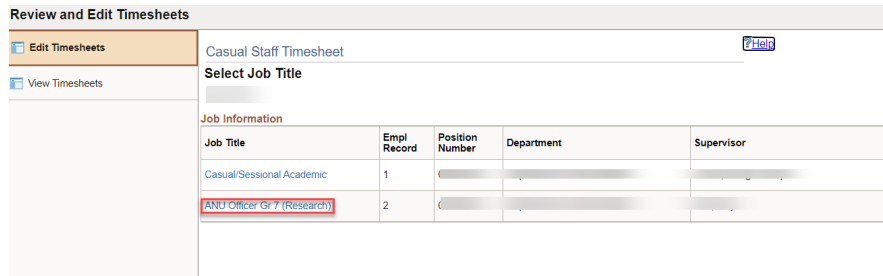 Review and Edit Timesheets
Edit Timesheets
View Timesheets
Casual Staff Timesheet
?Help
Select Job Title
Job Information
Job Title Empl Record Position Number Department Supervisor
Casual/Sessional Academic 1
ANU Officer Gr 7 (Research) 2